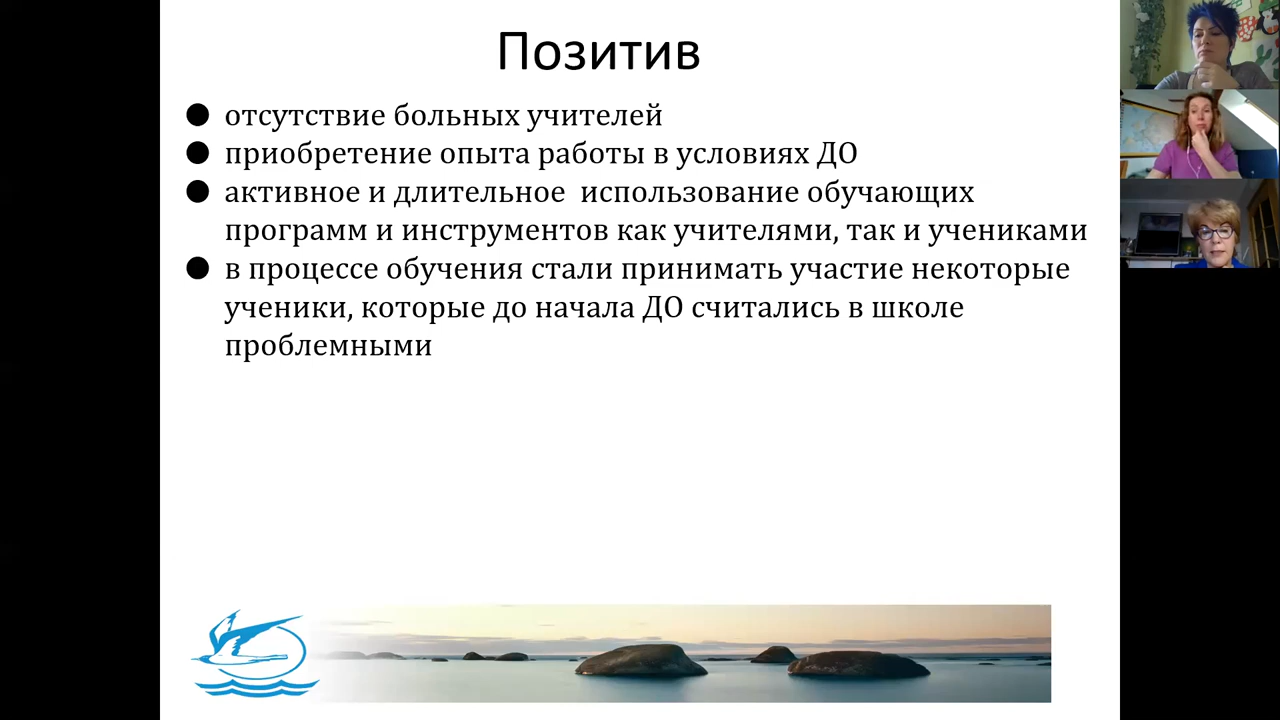 Позитив
● отсутствие больных учителей
● приобретение опыта работы в условиях ДО
● активное и длительное  использование обучающих
программ и инструментов как учителями, так и учениками
● в процессе обучения стали принимать участие некоторые
ученики, которые до начала ДО считались в школе
проблемными